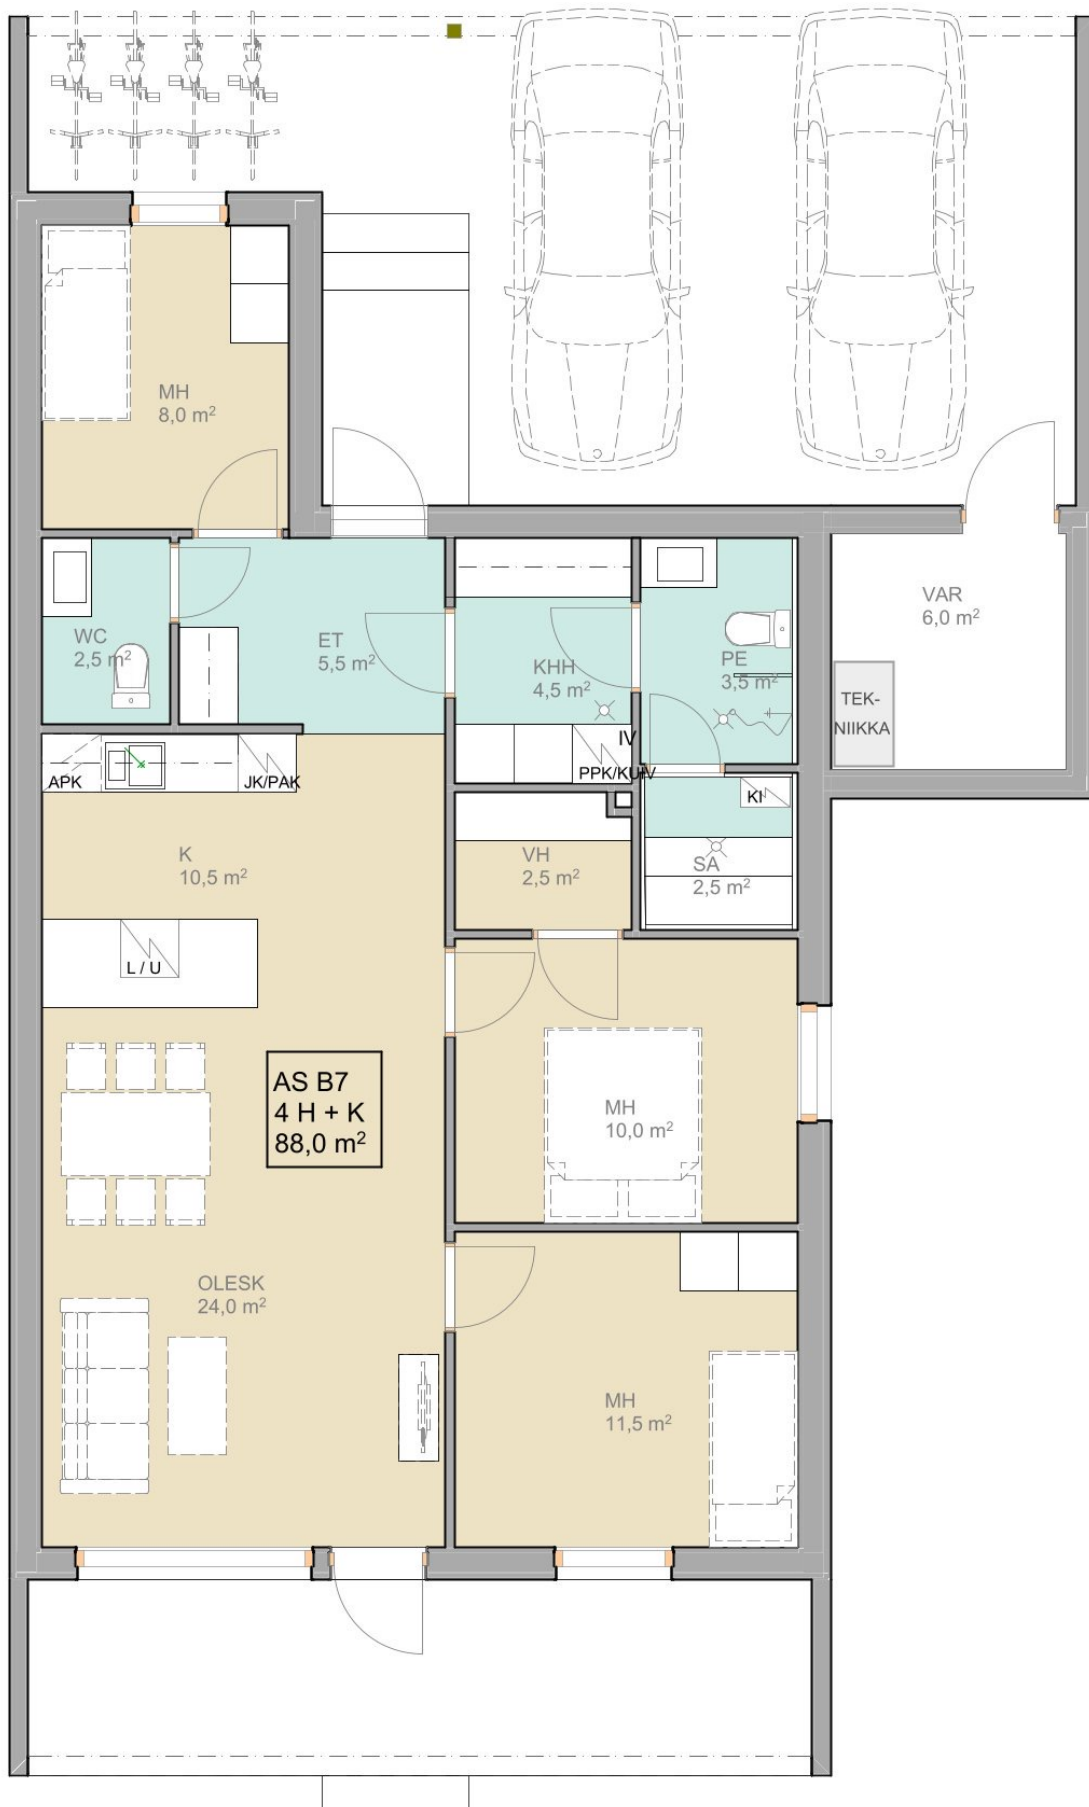 MH
8,0 m²
WC
2,5 m²
ET
5,5 m²
KHH
4,5 m²
PE
3,5 m²
VAR
6,0 m²
TEK-
NIIKKA
IV
PPK/KUIV
APK
JK/PAK
KI
K
10,5 m²
VH
2,5 m²
SA
2,5 m²
L / U
AS B7
4 H + K
88,0 m²
MH
10,0 m²
OLESK
24,0 m²
MH
11,5 m²